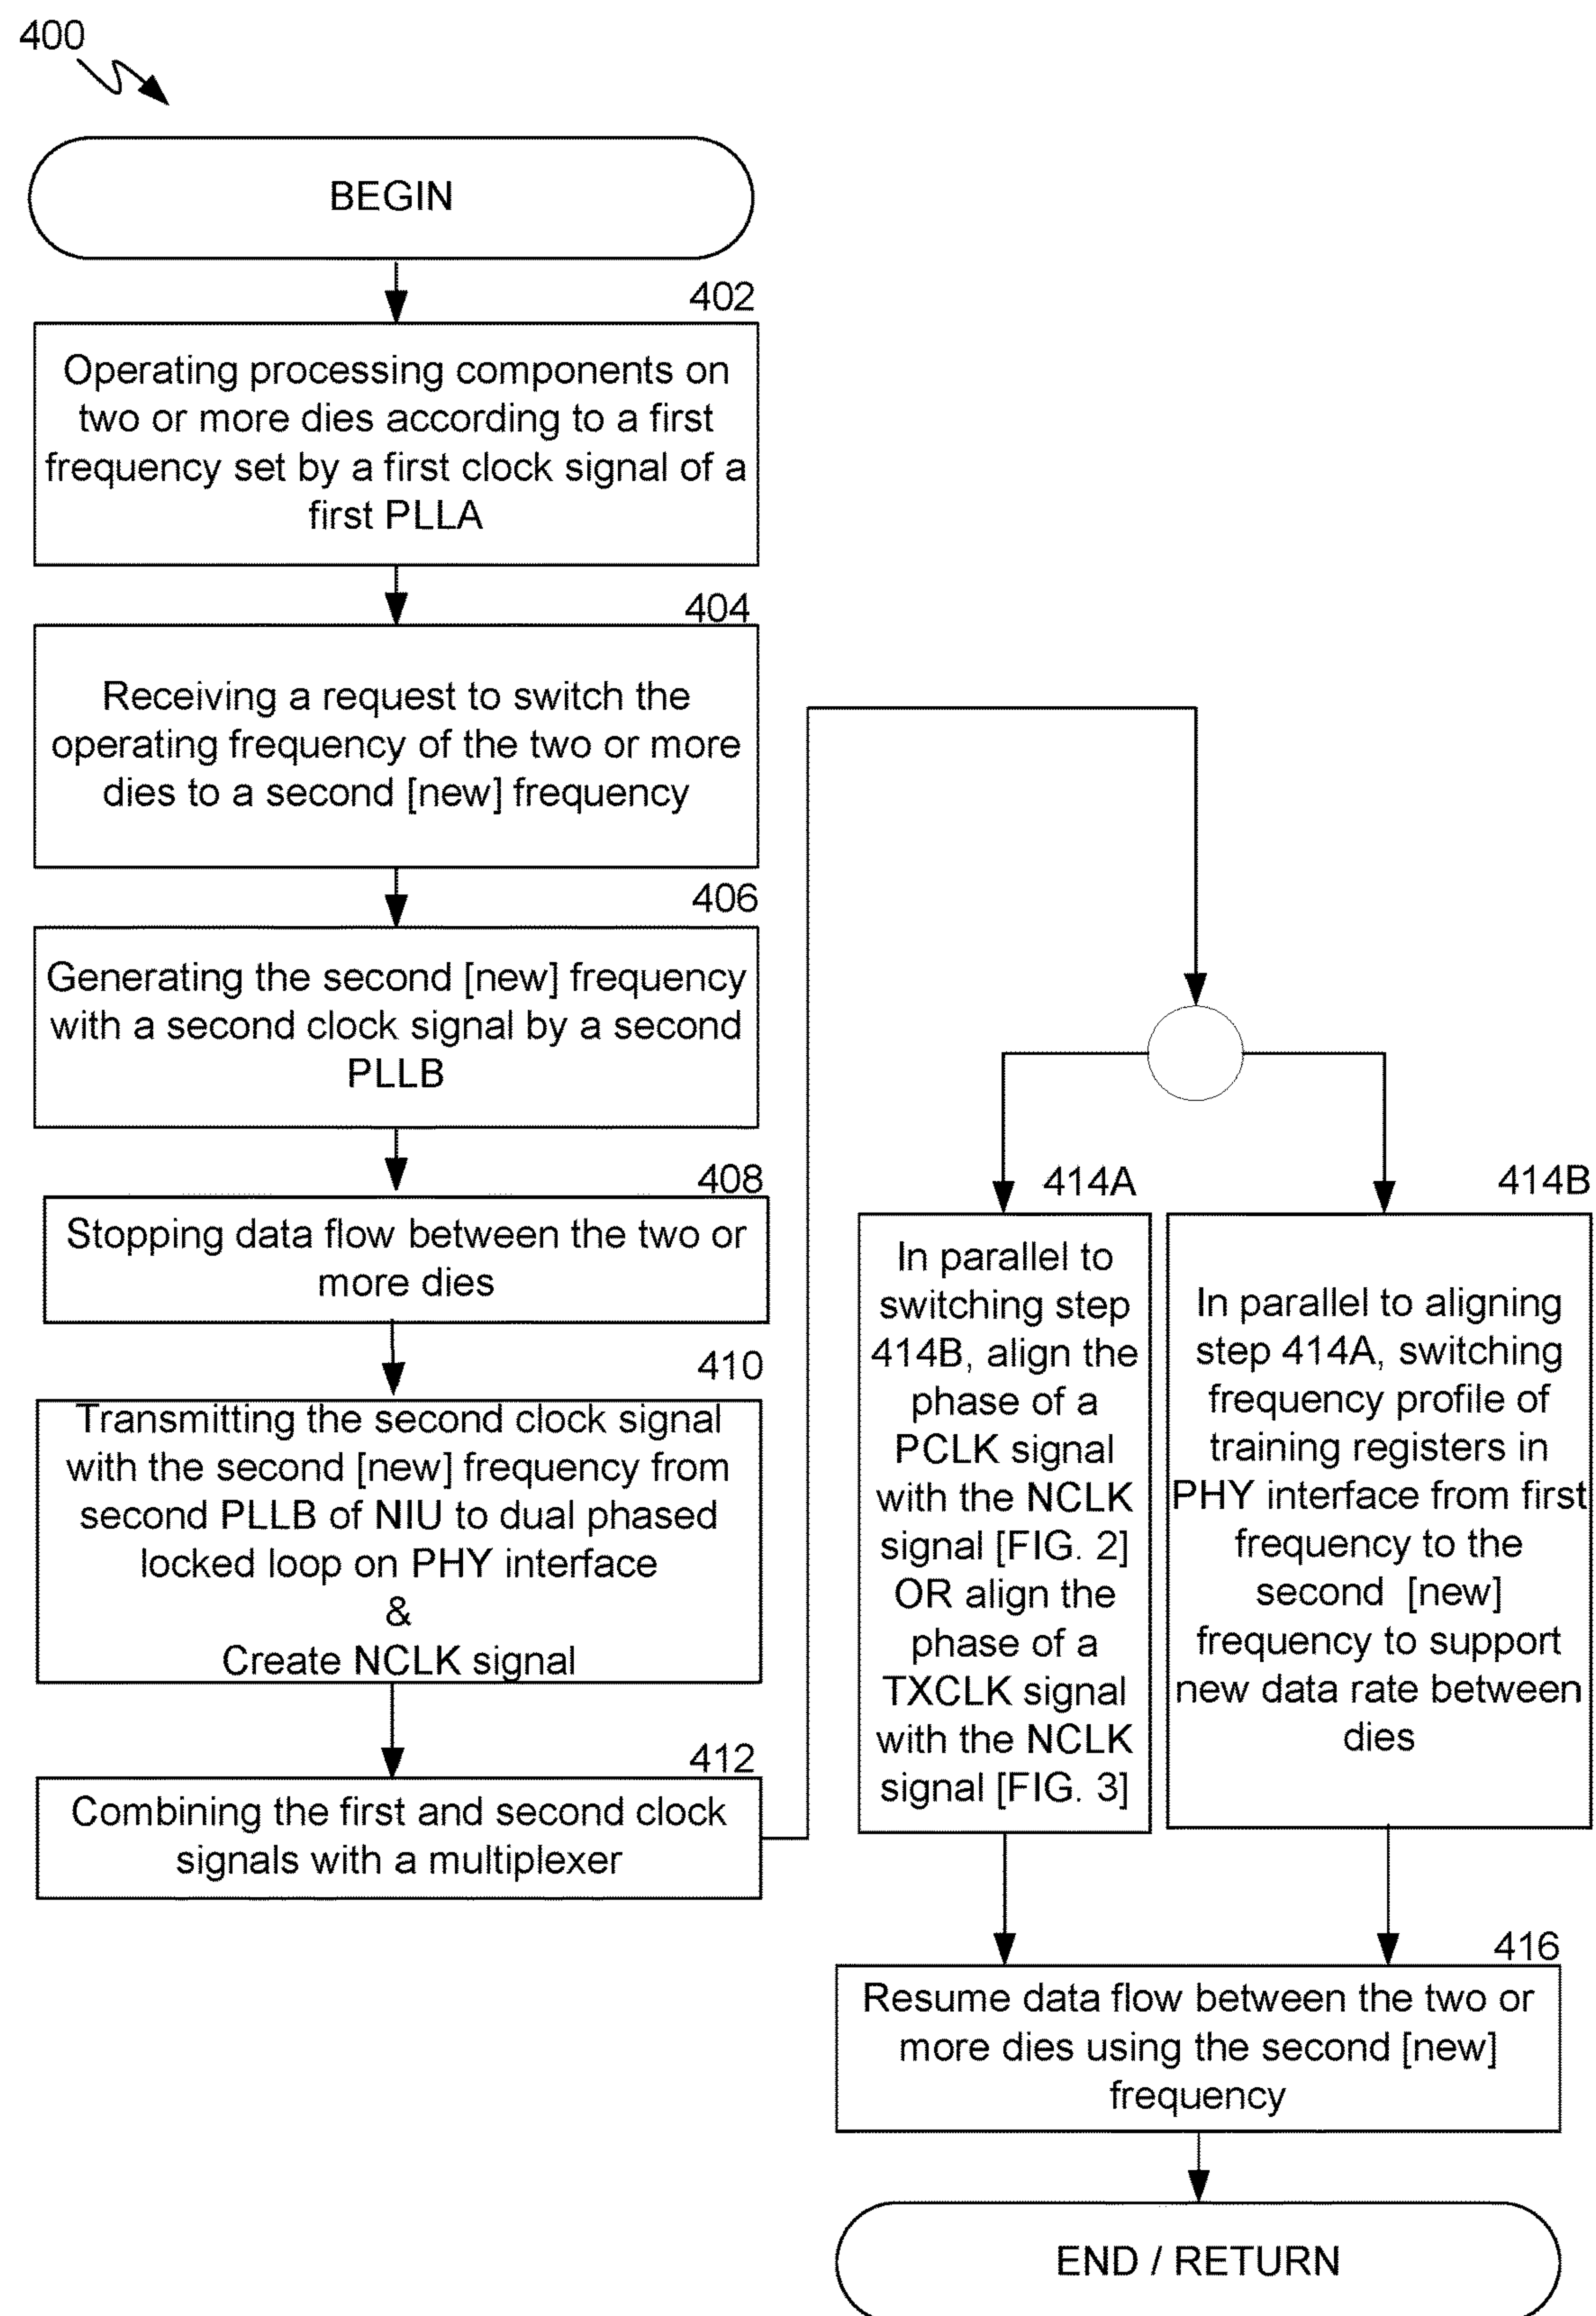 400
BEGIN
402
Operating processing components on
two or more dies according to a first
frequency set by a first clock signal of a
first PLLA
404
Receiving a request to switch the
operating frequency of the two or more
dies to a second [new] frequency
406
Generating the second [new] frequency
with a second clock signal by a second
PLLB
408
Stopping data flow between the two or
more dies
410
Transmitting the second clock signal
with the second [new] frequency from
second PLLB of NIU to dual phased
locked loop on PHY interface
&
Create NCLK signal
412
Combining the first and second clock
signals with a multiplexer
414A
In parallel to
switching step
414B, align the
phase of a
PCLK signal
with the NCLK
signal [FIG. 2]
OR align the
phase of a
TXCLK signal
with the NCLK
signal [FIG. 3]
414B
In parallel to aligning
step 414A, switching
frequency profile of
training registers in
PHY interface from first
frequency to the
second [new]
frequency to support
new data rate between
dies
416
Resume data flow between the two or
more dies using the second [new]
frequency
END / RETURN